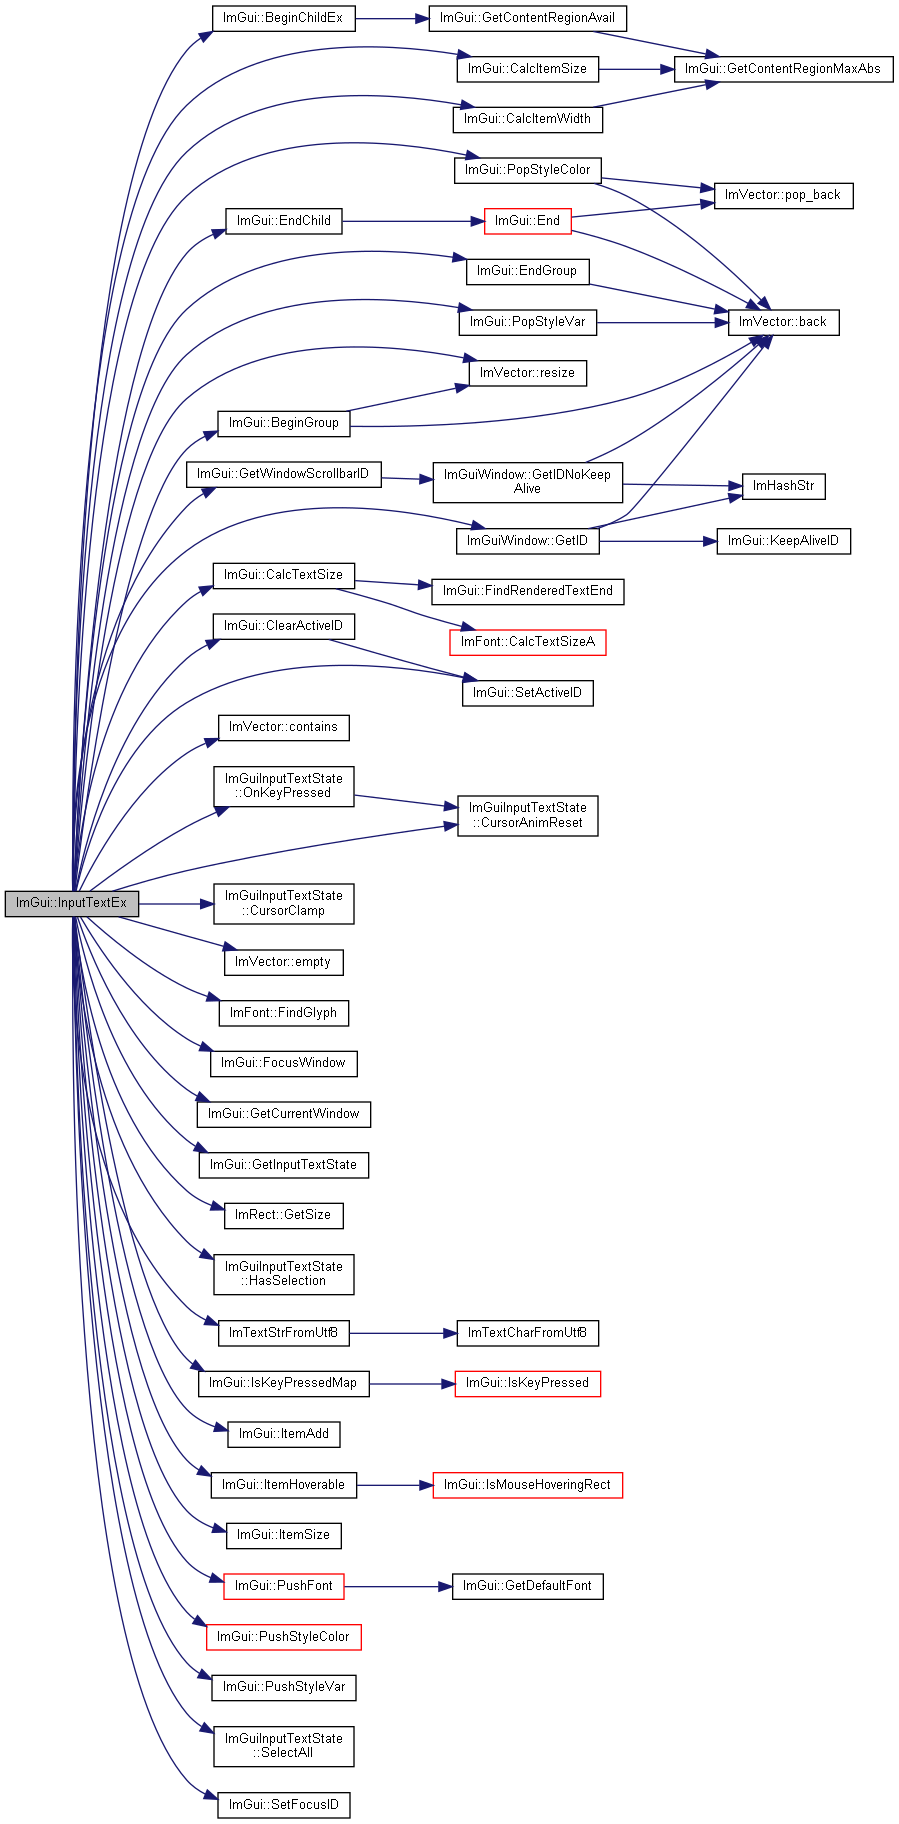 ImGui::BeginChildEx
ImGui::GetContentRegionAvail
ImGui::CalcItemSize
ImGui::GetContentRegionMaxAbs
ImGui::CalcItemWidth
ImGui::PopStyleColor
ImVector::pop_back
ImGui::EndChild
ImGui::End
ImGui::EndGroup
ImGui::PopStyleVar
ImVector::back
ImVector::resize
ImGui::BeginGroup
ImGui::GetWindowScrollbarID
ImGuiWindow::GetIDNoKeep
Alive
ImHashStr
ImGuiWindow::GetID
ImGui::KeepAliveID
ImGui::CalcTextSize
ImGui::FindRenderedTextEnd
ImGui::ClearActiveID
ImFont::CalcTextSizeA
ImGui::SetActiveID
ImVector::contains
ImGuiInputTextState
::OnKeyPressed
ImGuiInputTextState
::CursorAnimReset
ImGui::InputTextEx
ImGuiInputTextState
::CursorClamp
ImVector::empty
ImFont::FindGlyph
ImGui::FocusWindow
ImGui::GetCurrentWindow
ImGui::GetInputTextState
ImRect::GetSize
ImGuiInputTextState
::HasSelection
ImTextStrFromUtf8
ImTextCharFromUtf8
ImGui::IsKeyPressedMap
ImGui::IsKeyPressed
ImGui::ItemAdd
ImGui::ItemHoverable
ImGui::IsMouseHoveringRect
ImGui::ItemSize
ImGui::PushFont
ImGui::GetDefaultFont
ImGui::PushStyleColor
ImGui::PushStyleVar
ImGuiInputTextState
::SelectAll
ImGui::SetFocusID